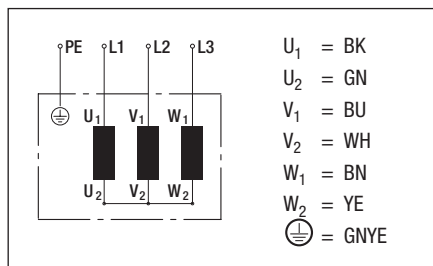 PE L1 L2 L3
U1 V1 W1
U2 V2 W2
U1 = BK
U2 = GN
V1 = BU
V2 = WH
W1 = BN
W2 = YE
= GNYE